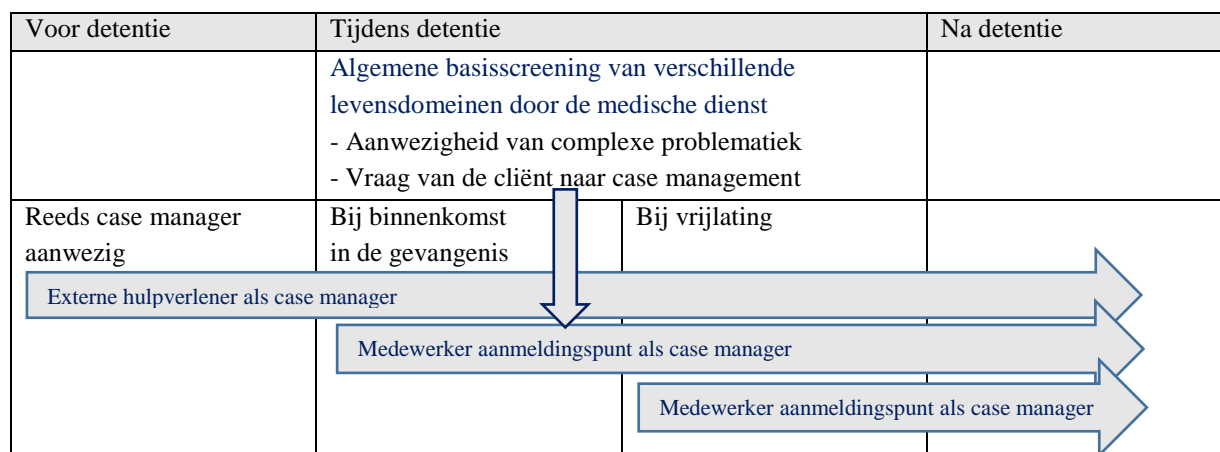 Voor detentie
Tijdens detentie
Na detentie
Algemene basisscreening van verschillende
levensdomeinen door de medische dienst
- Aanwezigheid van complexe problematiek
- Vraag van de cliënt naar case management
Reeds case manager
aanwezig
Bij binnenkomst
in de gevangenis
Bij vrijlating
Externe hulpverlener als case manager
Medewerker aanmeldingspunt als case manager
Medewerker aanmeldingspunt als case manager